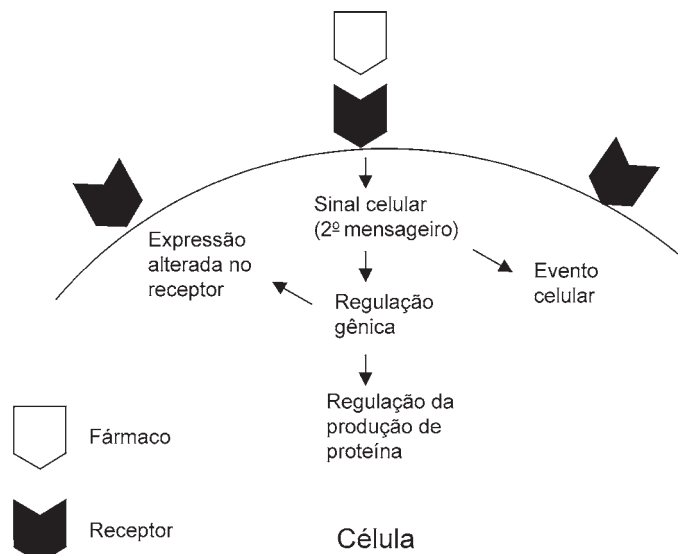 Sinal celular
(2º mensageiro)
Expressão
alterada no
receptor
Evento
celular
Regulação
gênica
Regulação da
produção de
proteína
Fármaco
Receptor
Célula